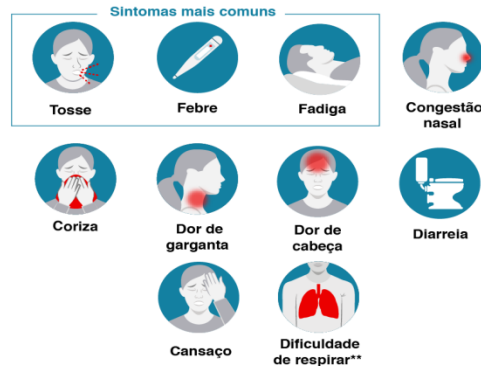 Sintomas mais comuns
Tosse
Febre
Fadiga
Congestão
nasal
Coriza
Dor de
garganta
Dor de
cabeça
Diarreia
Cansaço
Dificuldade
de respirar**